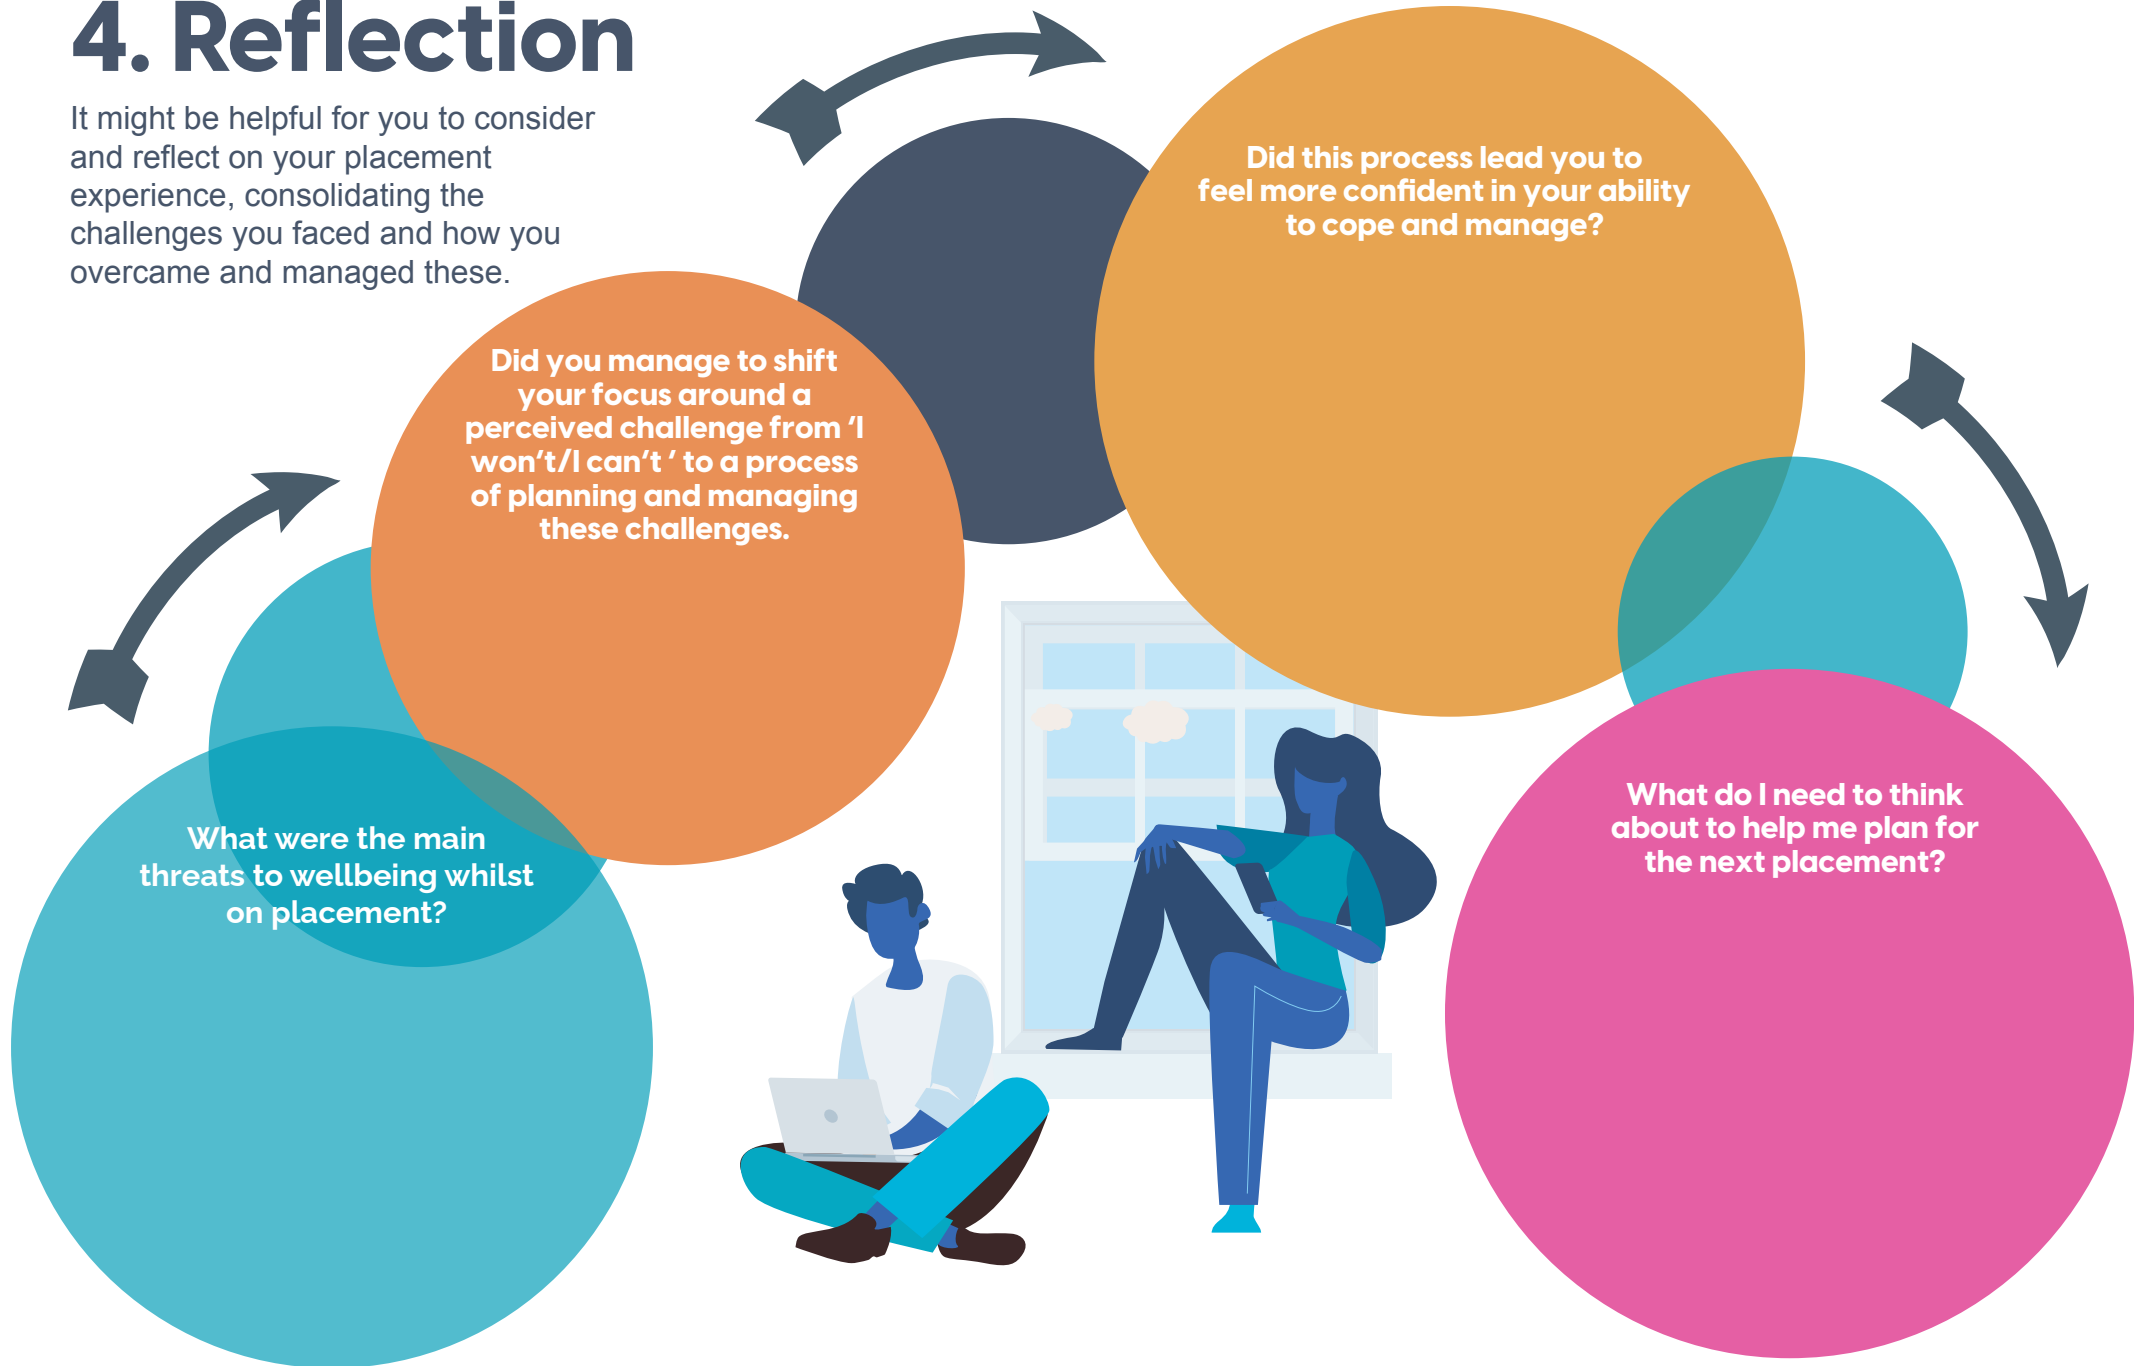 4. Reflection
It might be helpful for you to consider
and reflect on your placement
experience, consolidating the
challenges you faced and how you
overcame and managed these.
What were the main
threats to wellbeing whilst
on placement?
Did you manage to shift
your focus around a
perceived challenge from ‘I
won’t/I can’t ’ to a process
of planning and managing
these challenges.
Did this process lead you to
feel more confident in your ability
to cope and manage?
What do I need to think
about to help me plan for
the next placement?